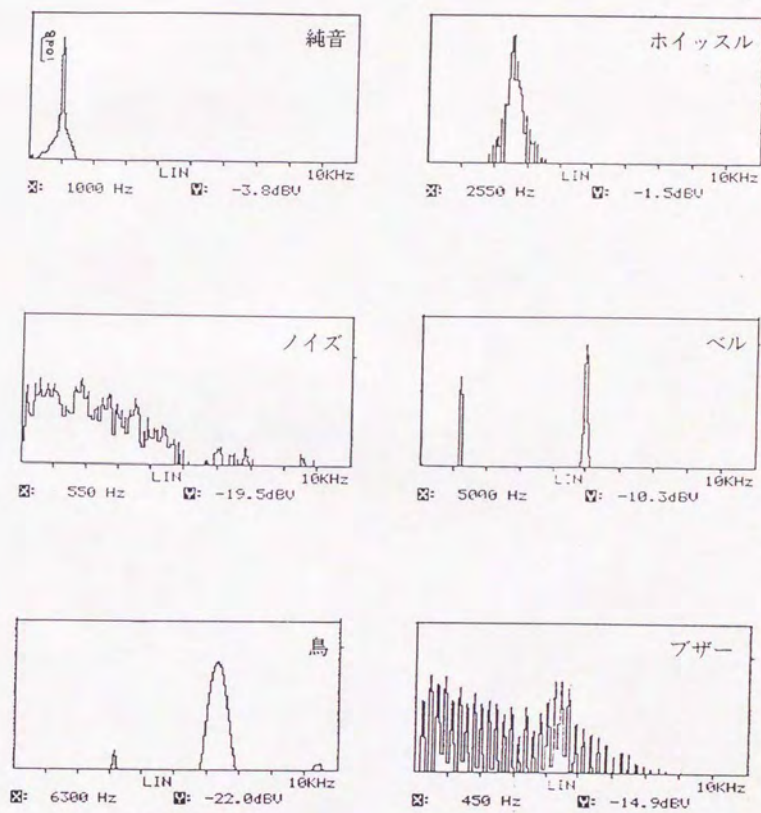 純音
10dB
LIN 10KHz
X: 1000 Hz Y: -3.8dBV
ホイッスル
LIN 10KHz
X: 2550 Hz Y: -1.5dBV
ノイズ
LIN 10KHz
X: 550 Hz Y: -19.5dBV
ベル
LIN 10KHz
X: 5000 Hz Y: -10.3dBV
鳥
LIN 10KHz
X: 6300 Hz Y: -22.0dBV
ブザー
LIN 10KHz
X: 450 Hz Y: -14.9dBV